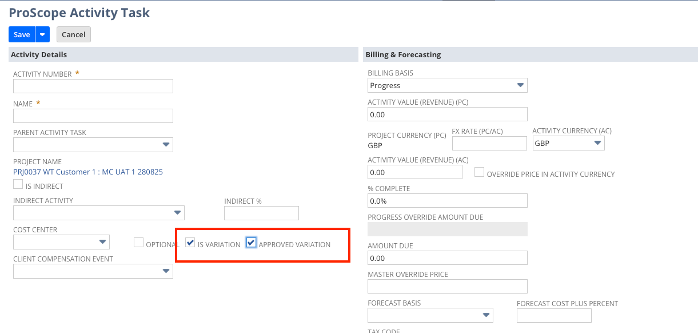 ProScope Activity Task
Save
Cancel
Activity Details
ACTIVITY NUMBER *
NAME *
PARENT ACTIVITY TASK
PROJECT NAME
PRJ0037 WT Customer 1 : MC UAT 1 280825
IS INDIRECT
INDIRECT ACTIVITY
INDIRECT %
COST CENTER
OPTIONAL
IS VARIATION
APPROVED VARIATION
CLIENT COMPENSATION EVENT
Billing & Forecasting
BILLING BASIS
Progress
ACTIVITY VALUE (REVENUE) (PC)
0.00
PROJECT CURRENCY (PC)
GBP
FX RATE (PC/AC)
ACTIVITY CURRENCY (AC)
GBP
ACTIVITY VALUE (REVENUE) (AC)
0.00
OVERRIDE PRICE IN ACTIVITY CURRENCY
% COMPLETE
0.0%
PROGRESS OVERRIDE AMOUNT DUE
AMOUNT DUE
0.00
MASTER OVERRIDE PRICE
FORECAST BASIS
FORECAST COST PLUS PERCENT
TAX CODE